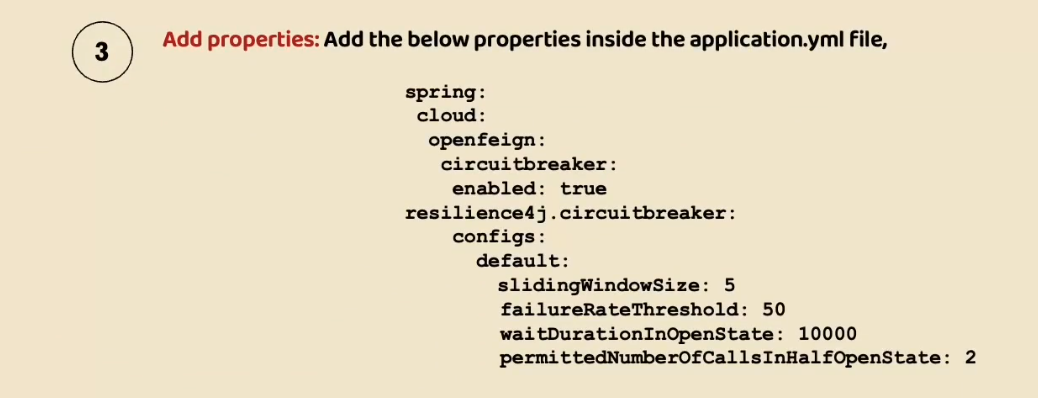 3
Add properties: Add the below properties inside the application.yml file,
spring:
 cloud:
  openfeign:
   circuitbreaker:
    enabled: true
resilience4j.circuitbreaker:
    configs:
      default:
        slidingWindowSize: 5
        failureRateThreshold: 50
        waitDurationInOpenState: 10000
        permittedNumberOfCallsInHalfOpenState: 2